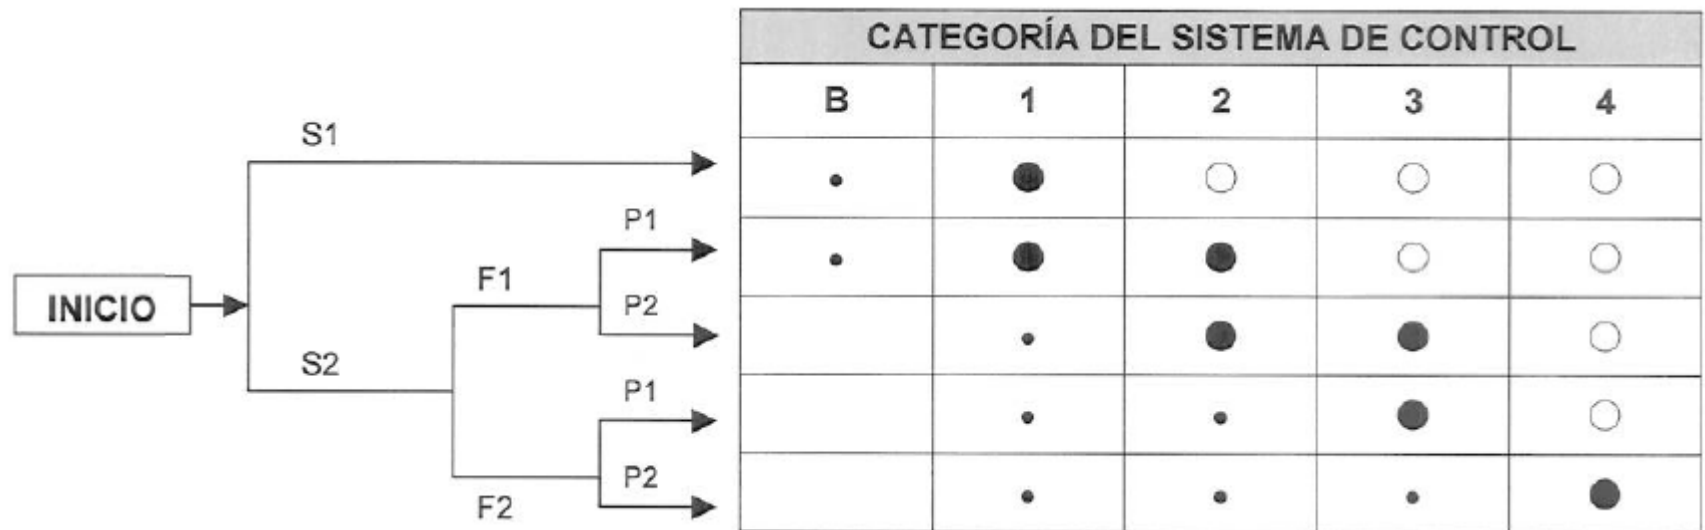 CATEGORÍA DEL SISTEMA DE CONTROL
B 1 2 3 4
S1
P1
F1
INICIO
P2
S2
P1
P2
F2